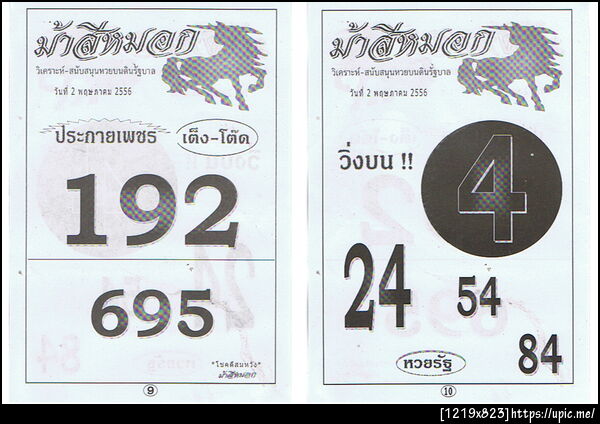 ม้าสีหมอก
วิเคราะห์-สนับสนุนหวยบนดินรัฐบาล
วันที่ 2 พฤษภาคม 2556
ประกายเพชร
เต็ง-โต๊ด
192
695
"โชคดีสมหวัง"
ม้าสีหมอก
9
ม้าสีหมอก
วิเคราะห์-สนับสนุนหวยบนดินรัฐบาล
วันที่ 2 พฤษภาคม 2556
วิ่งบน !!
4
24
54
84
หวยรัฐ
10
[1219x823]https://upic.me/